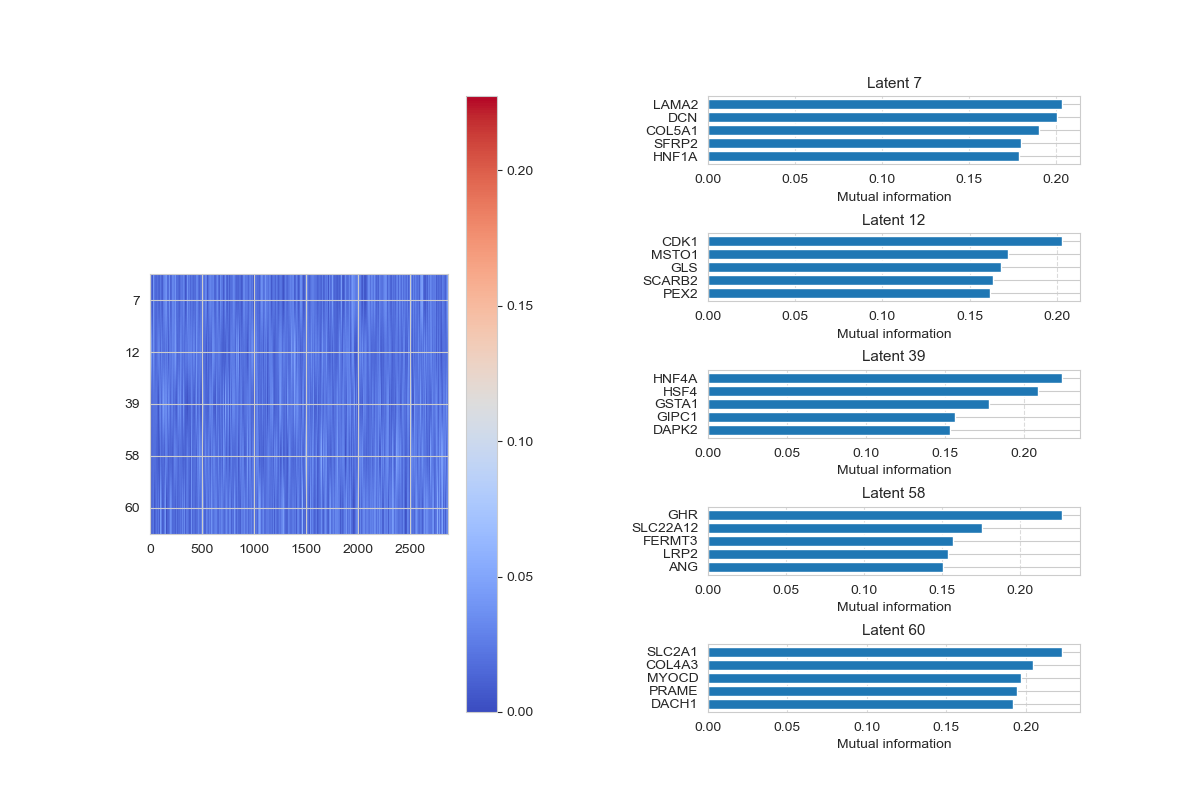 7
12
39
58
60
0 500 1000 1500 2000 2500
0.20
0.15
0.10
0.05
0.00
Latent 7
LAMA2
DCN
COL5A1
SFRP2
HNF1A
0.00 0.05 0.10 0.15 0.20
Mutual information
Latent 12
CDK1
MSTO1
GLS
SCARB2
PEX2
0.00 0.05 0.10 0.15 0.20
Mutual information
Latent 39
HNF4A
HSF4
GSTA1
GIPC1
DAPK2
0.00 0.05 0.10 0.15 0.20
Mutual information
Latent 58
GHR
SLC22A12
FERMT3
LRP2
ANG
0.00 0.05 0.10 0.15 0.20
Mutual information
Latent 60
SLC2A1
COL4A3
MYOCD
PRAME
DACH1
0.00 0.05 0.10 0.15 0.20
Mutual information